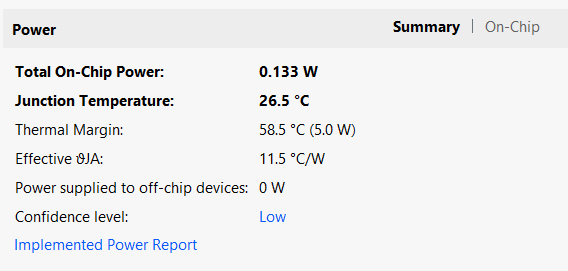 Power Summary | On-Chip
Total On-Chip Power: 0.133 W
Junction Temperature: 26.5 °C
Thermal Margin: 58.5 °C (5.0 W)
Effective ϑJA: 11.5 °C/W
Power supplied to off-chip devices: 0 W
Confidence level: Low
Implemented Power Report